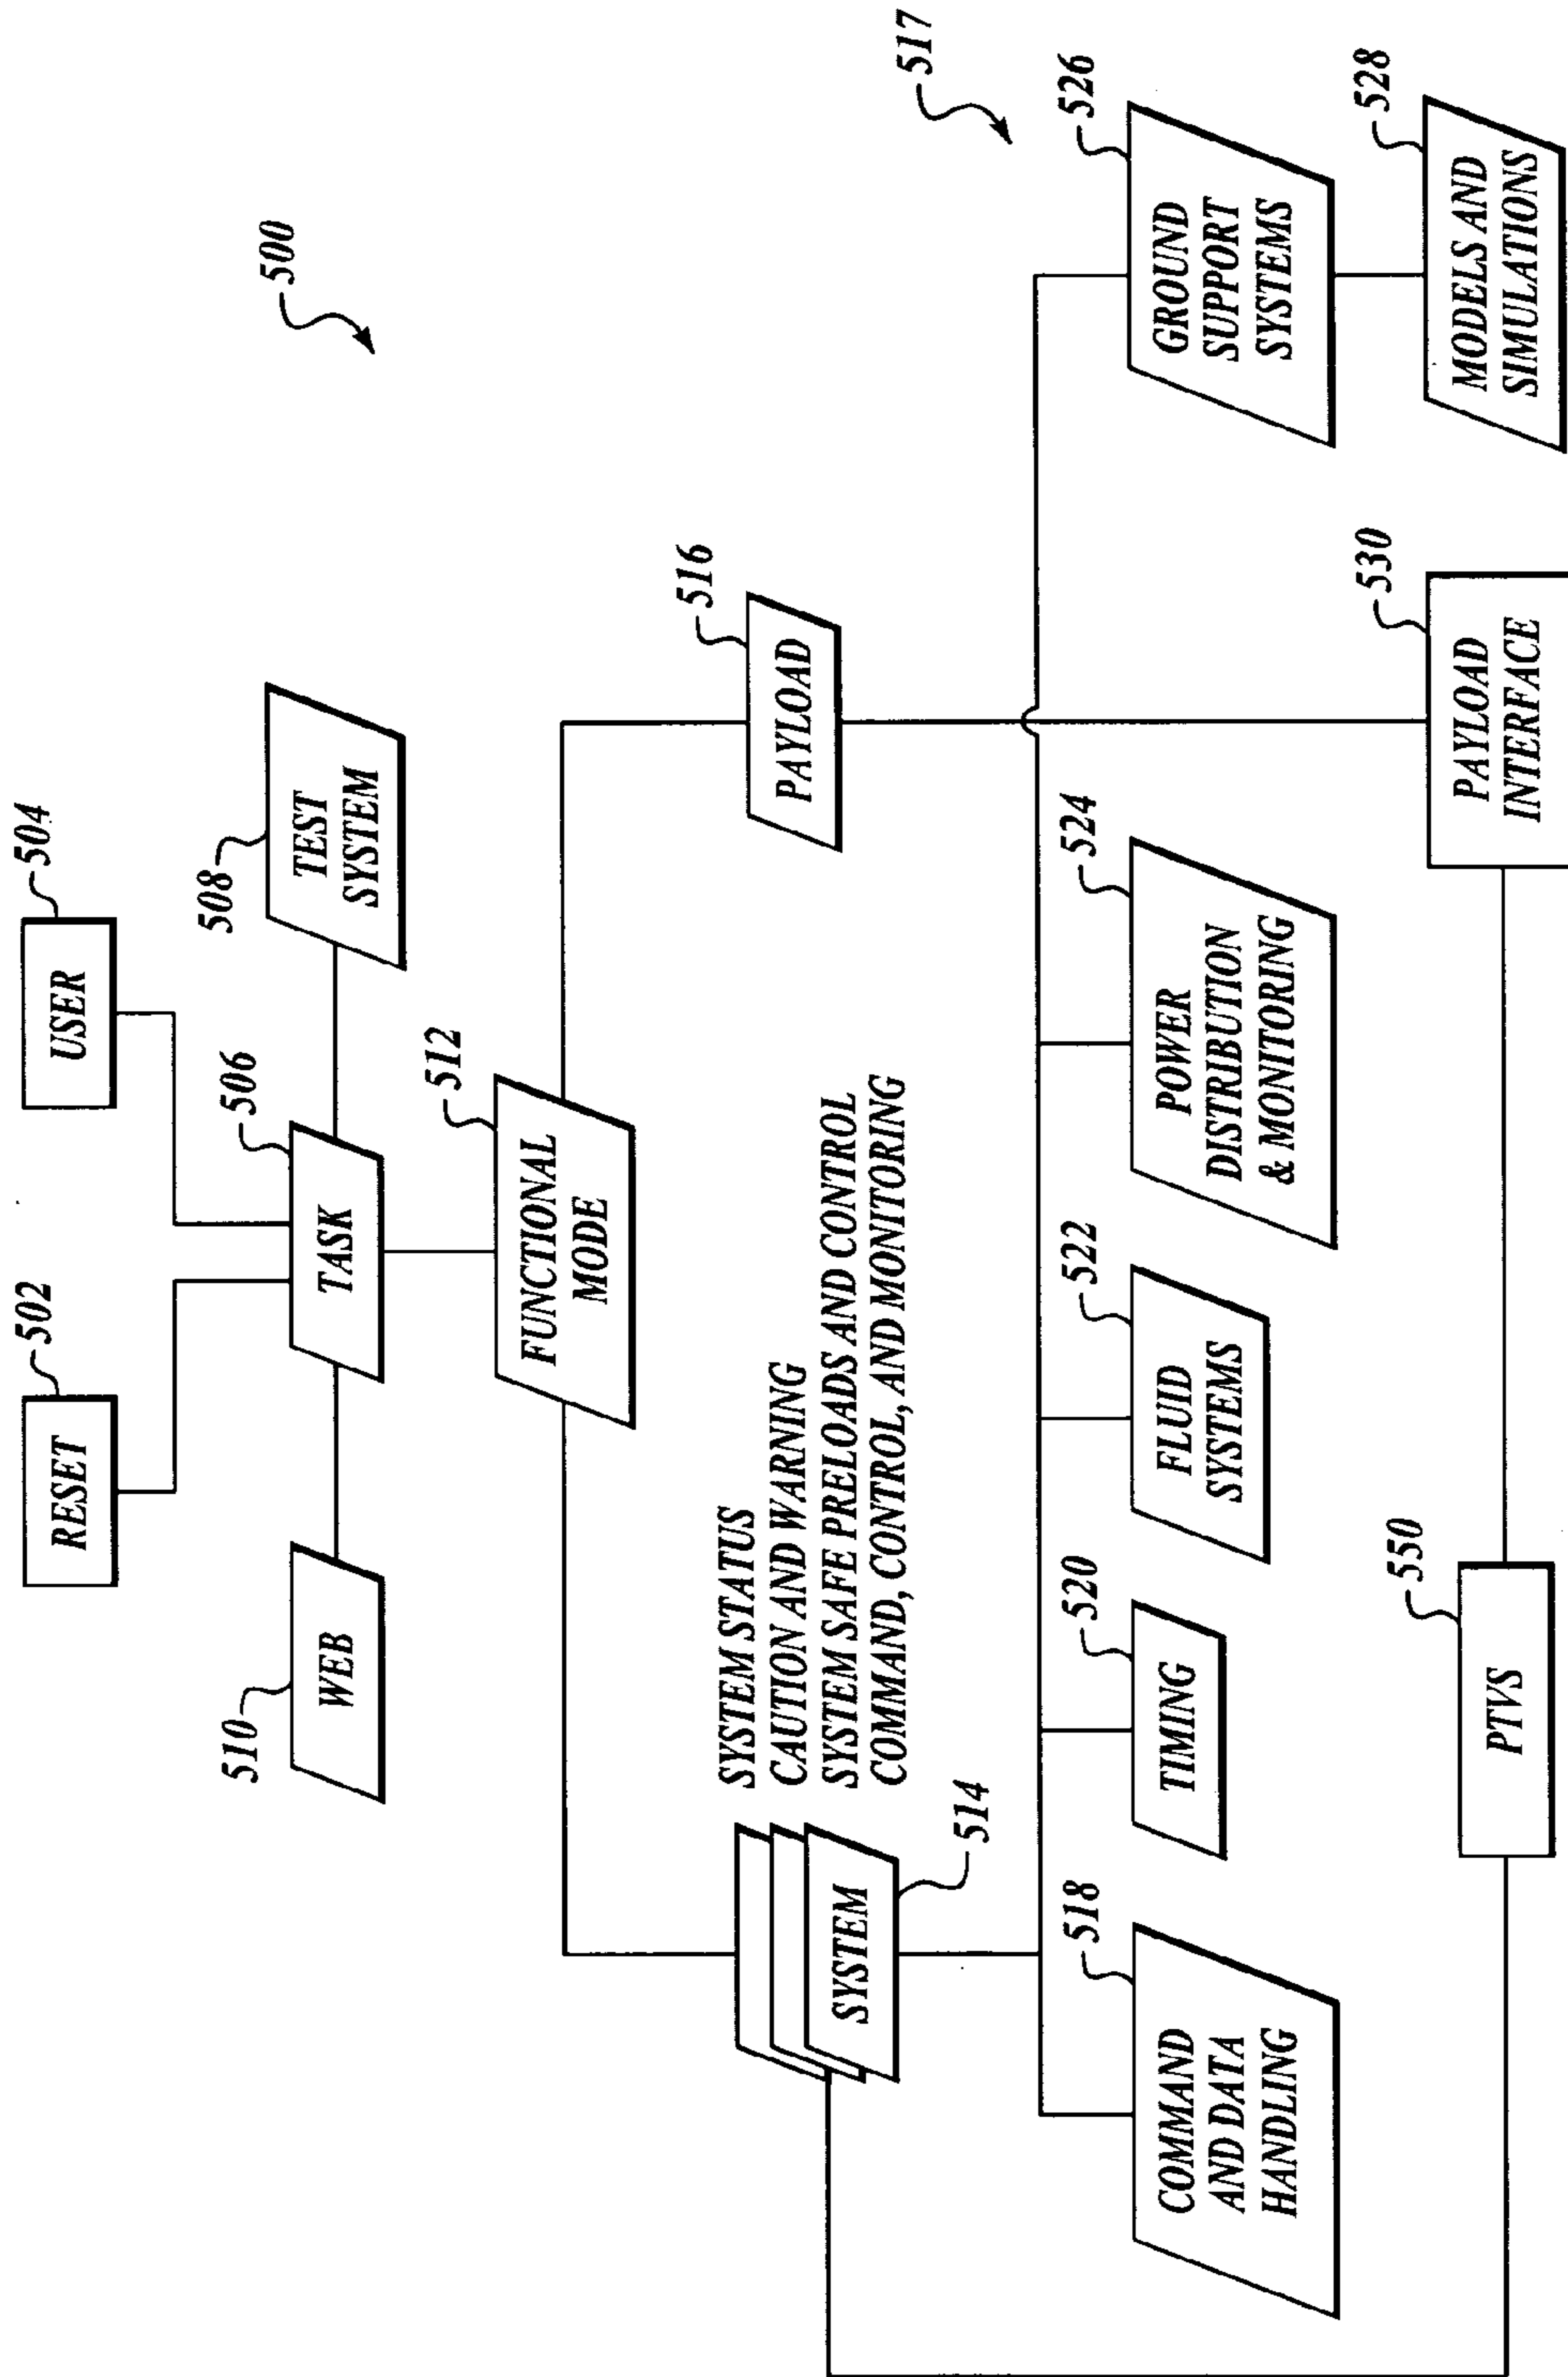 500
502
RESET
504
USER
506
TASK
508
TEST
SYSTEM
510
WEB
512
FUNCTIONAL
MODE
SYSTEM STATUS
CAUTION AND WARNING
SYSTEM SAFE PRELOADS AND CONTROL
COMMAND, CONTROL, AND MONITORING
SYSTEM
514
516
PAYLOAD
517
518
COMMAND
AND DATA
HANDLING
520
TIMING
522
FLUID
SYSTEMS
524
POWER
DISTRIBUTION
& MONITORING
526
GROUND
SUPPORT
SYSTEMS
550
PTVS
530
PAYLOAD
INTERFACE
528
MODELS AND
SIMULATIONS